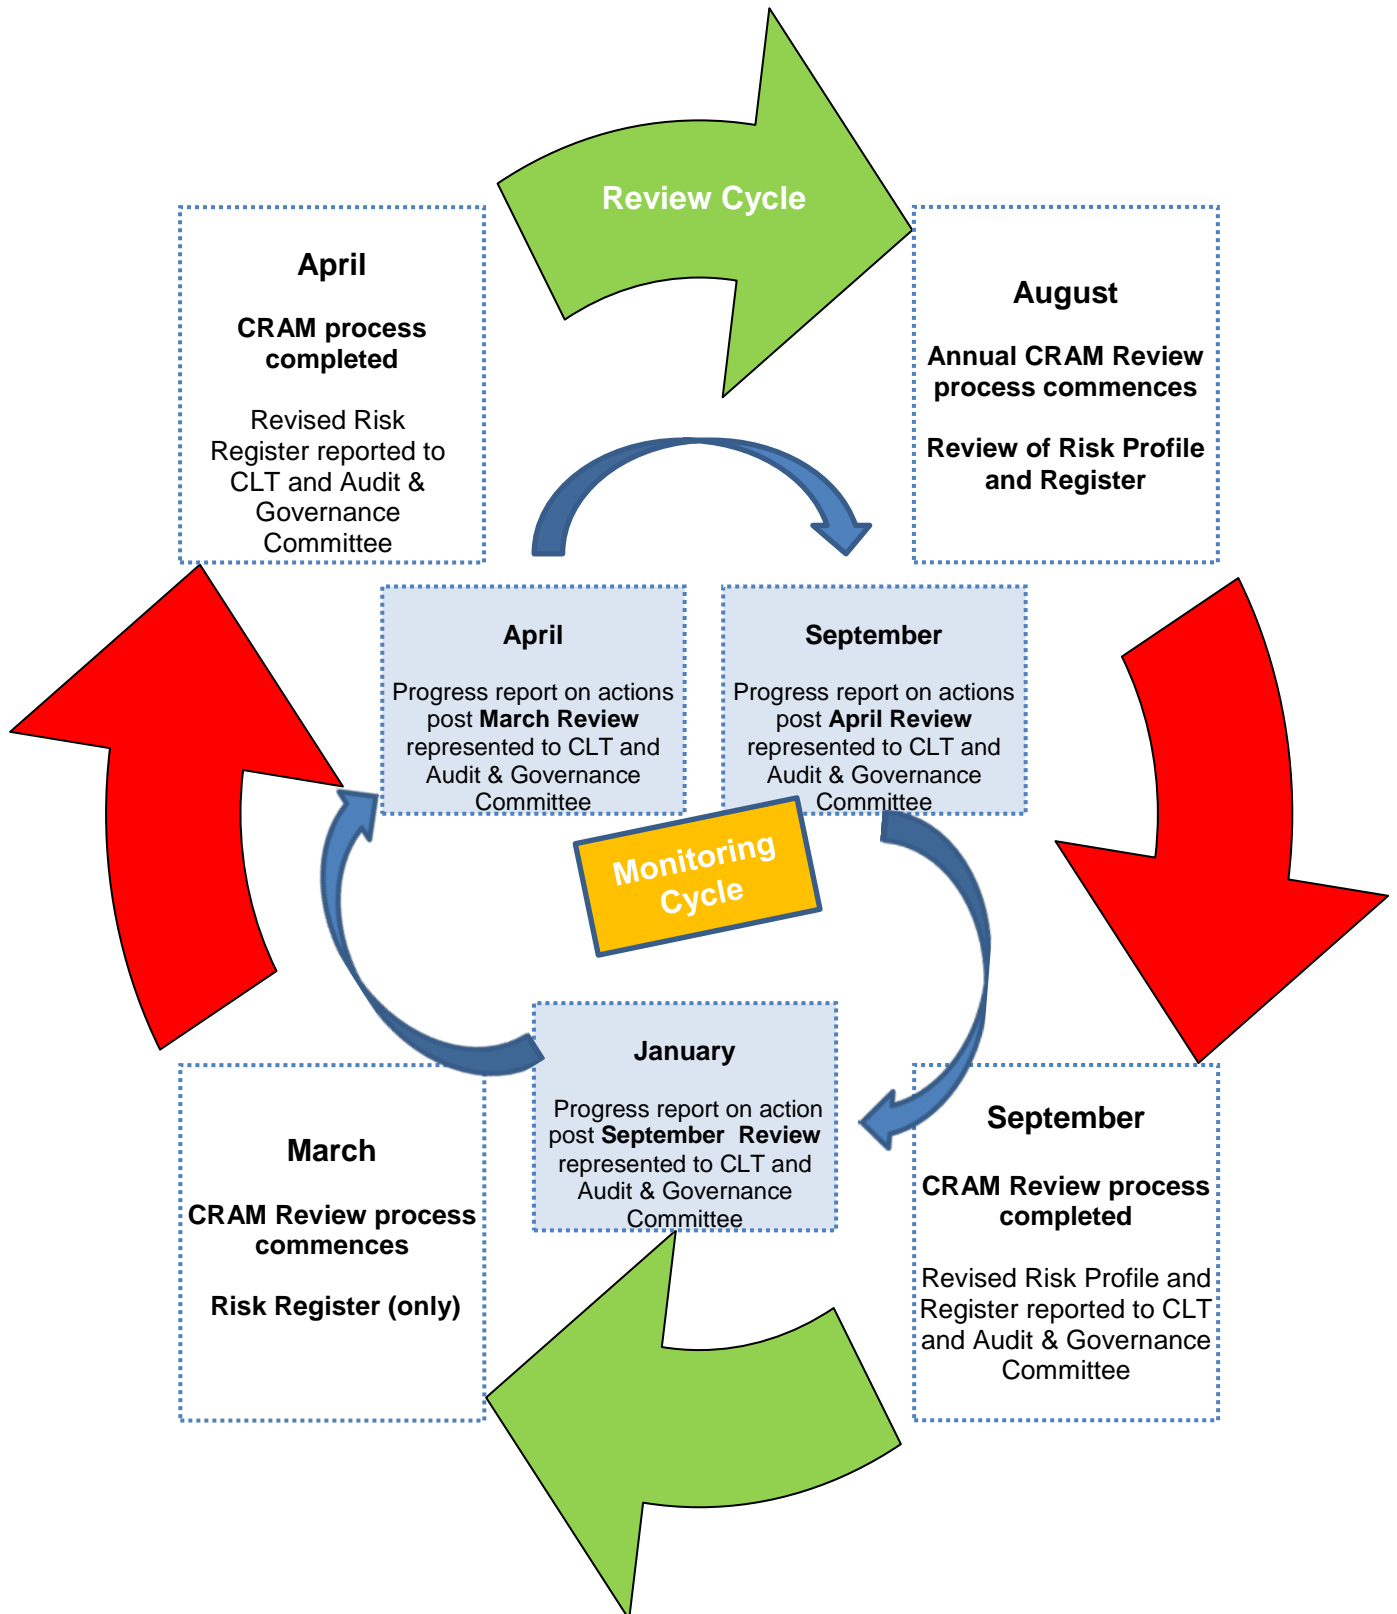 Review Cycle
April
CRAM process
completed
Revised Risk
Register reported to
CLT and Audit &
Governance
Committee
August
Annual CRAM Review
process commences
Review of Risk Profile
and Register
April
Progress report on actions
post March Review
represented to CLT and
Audit & Governance
Committee
September
Progress report on actions
post April Review
represented to CLT and
Audit & Governance
Committee
Monitoring
Cycle
January
Progress report on action
post September Review
represented to CLT and
Audit & Governance
Committee
March
CRAM Review process
commences
Risk Register (only)
September
CRAM Review process
completed
Revised Risk Profile and
Register reported to CLT
and Audit & Governance
Committee